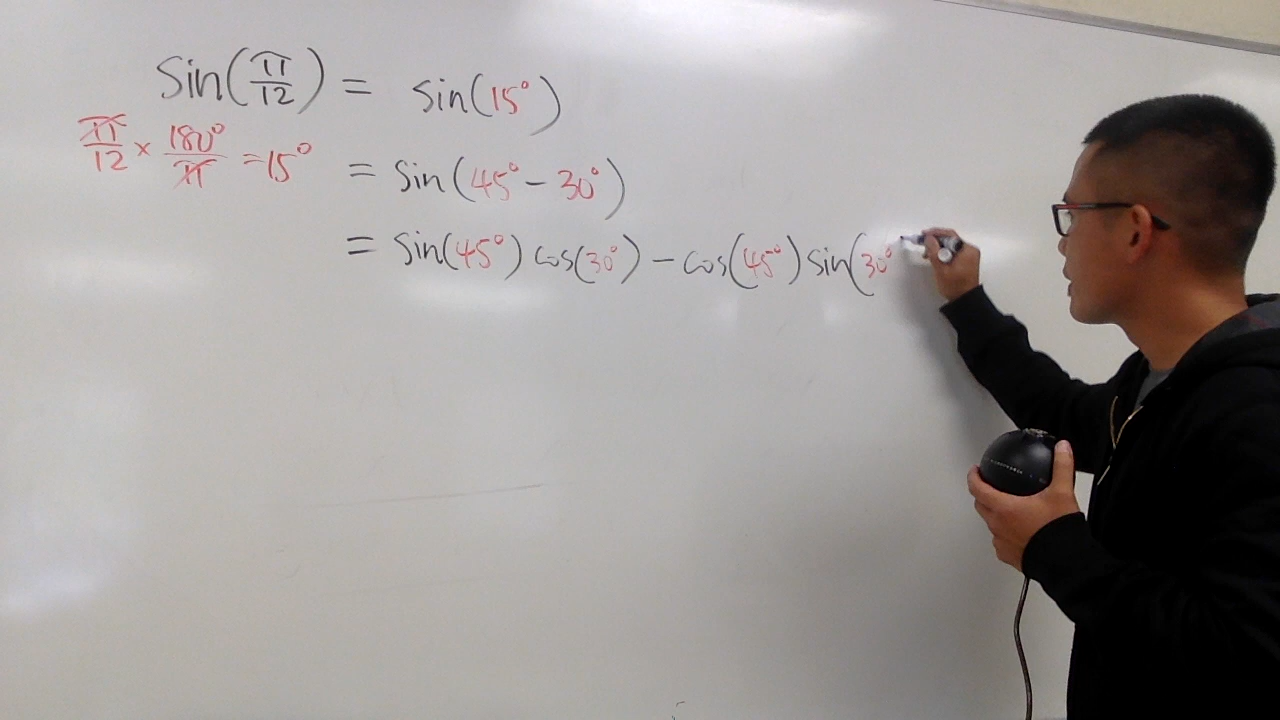 sin(π/12) = sin(15°)
π/12 × 180°/π = 15°
= sin(45° − 30°)
= sin(45°) cos(30°) − cos(45°) sin(30°